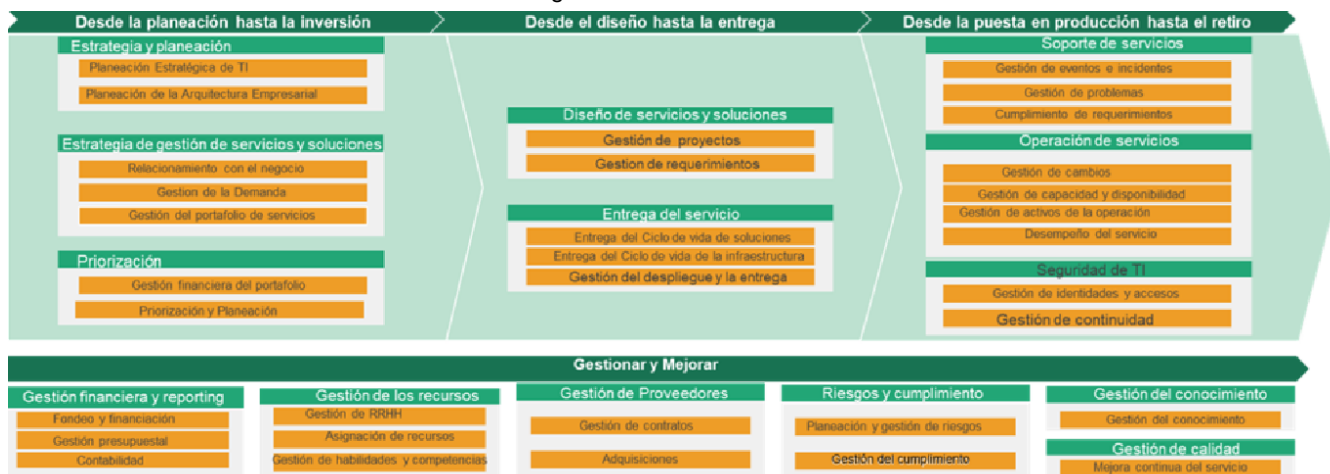 Desde la planeación hasta la inversión
Estrategia y planeación
Planeación Estratégica de TI
Planeación de la Arquitectura Empresarial
Estrategia de gestión de servicios y soluciones
Relacionamiento con el negocio
Gestion de la Demanda
Gestión del portafolio de servicios
Priorización
Gestión financiera del portafolio
Priorización y Planeación
Desde el diseño hasta la entrega
Diseño de servicios y soluciones
Gestión de proyectos
Gestion de requerimientos
Entrega del servicio
Entrega del Ciclo de vida de soluciones
Entrega del Ciclo de vida de la infraestructura
Gestión del despliegue y la entrega
Desde la puesta en producción hasta el retiro
Soporte de servicios
Gestión de eventos e incidentes
Gestión de problemas
Cumplimiento de requerimientos
Operación de servicios
Gestión de cambios
Gestión de capacidad y disponibilidad
Gestión de activos de la operación
Desempeño del servicio
Seguridad de TI
Gestión de identidades y accesos
Gestión de continuidad
Gestionar y Mejorar
Gestión financiera y reporting
Fondeo y financiación
Gestión presupuestal
Contabilidad
Gestión de los recursos
Gestión de RRHH
Asignación de recursos
Gestión de habilidades y competencias
Gestión de Proveedores
Gestión de contratos
Adquisiciones
Riesgos y cumplimiento
Planeación y gestión de riesgos
Gestión del cumplimiento
Gestión del conocimiento
Gestión del conocimiento
Gestión de calidad
Mejora continua del servicio